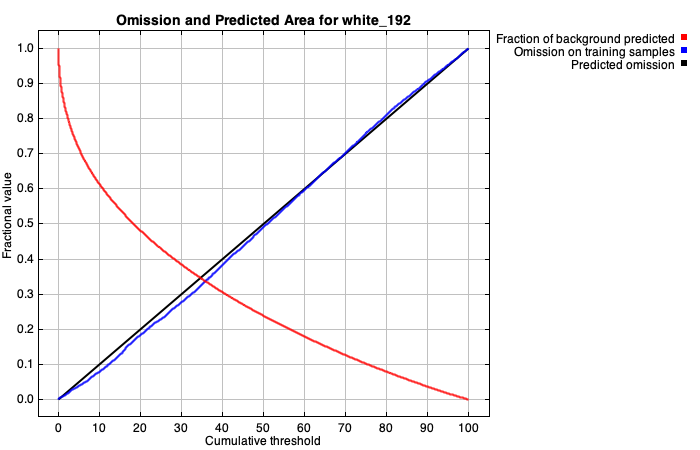 Omission and Predicted Area for white_192
Fraction of background predicted
Omission on training samples
Predicted omission
Fractional value
1.0
0.9
0.8
0.7
0.6
0.5
0.4
0.3
0.2
0.1
0.0
0 10 20 30 40 50 60 70 80 90 100
Cumulative threshold